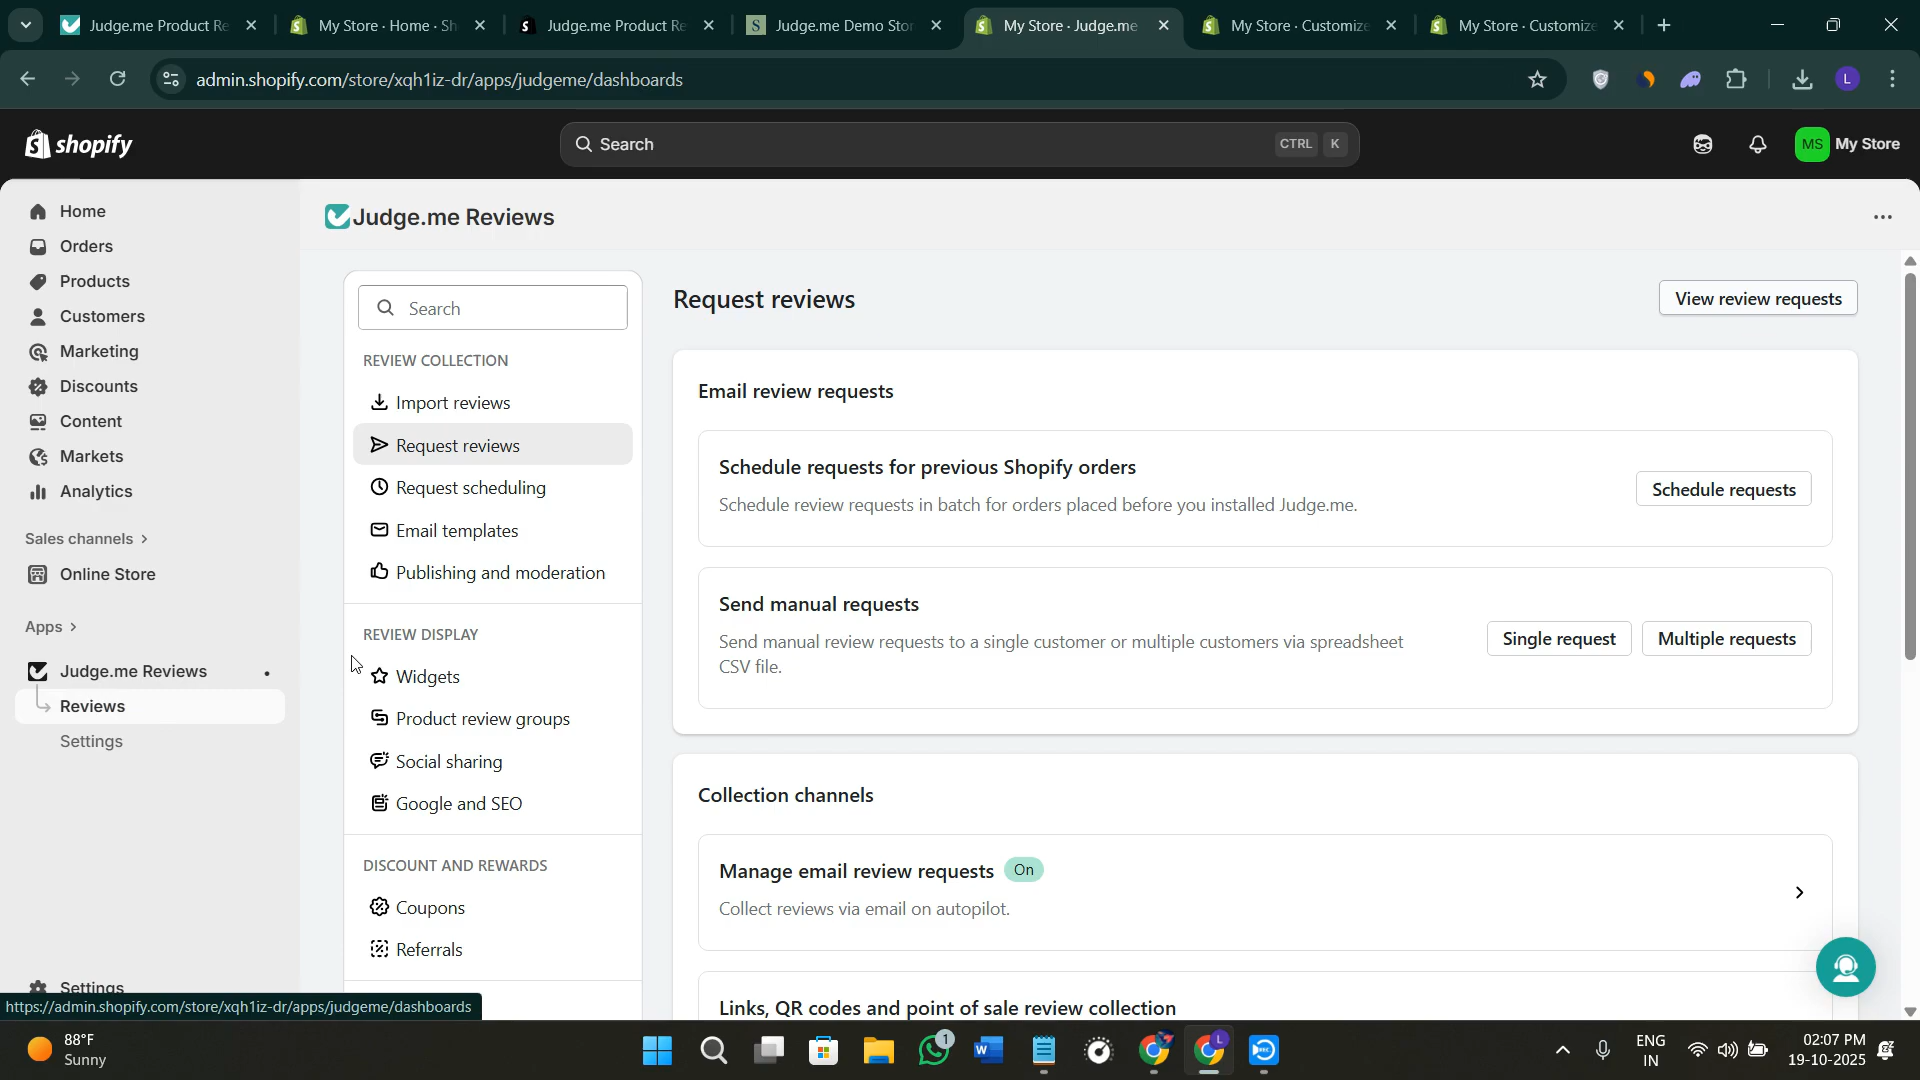 Judge.me Product Re
My Store · Home · Sh
Judge.me Product Re
Judge.me Demo Stor
My Store · Judge.me
My Store · Customize
My Store · Customize
admin.shopify.com/store/xqh1iz-dr/apps/judgeme/dashboards
L
shopify
Search
CTRL K
MS My Store
Home
Orders
Products
Customers
Marketing
Discounts
Content
Markets
Analytics
Sales channels
Online Store
Apps
Judge.me Reviews
Reviews
Settings
Settings
https://admin.shopify.com/store/xqh1iz-dr/apps/judgeme/dashboards
Judge.me Reviews
Search
REVIEW COLLECTION
Import reviews
Request reviews
Request scheduling
Email templates
Publishing and moderation
REVIEW DISPLAY
Widgets
Product review groups
Social sharing
Google and SEO
DISCOUNT AND REWARDS
Coupons
Referrals
Request reviews
View review requests
Email review requests
Schedule requests for previous Shopify orders
Schedule review requests in batch for orders placed before you installed Judge.me.
Schedule requests
Send manual requests
Send manual review requests to a single customer or multiple customers via spreadsheet
CSV file.
Single request
Multiple requests
Collection channels
Manage email review requests On
Collect reviews via email on autopilot.
Links, QR codes and point of sale review collection
88°F
Sunny
1
W
L
REC
ENG
IN
02:07 PM
19-10-2025